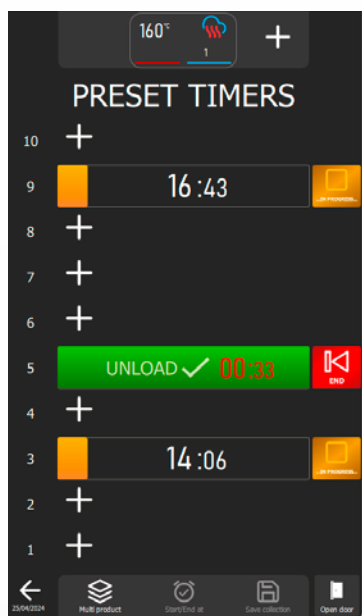 160°c
1
PRESET TIMERS
10
9 16:43 ...IN PROGRESS...
8
7
6
5 UNLOAD 00:33 END
4
3 14:06 ...IN PROGRESS...
2
1
25/04/2024 Multi product Start/End at Save collection Open door